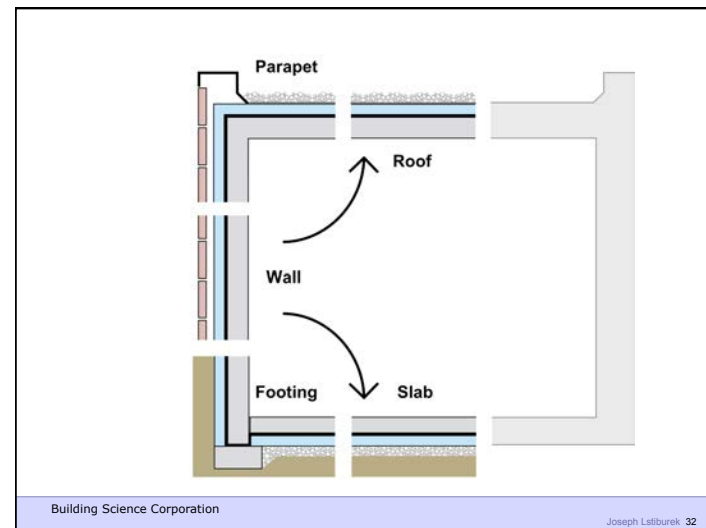 Parapet
Roof
Wall
Footing Slab
Building Science Corporation
Joseph Lstiburek 32